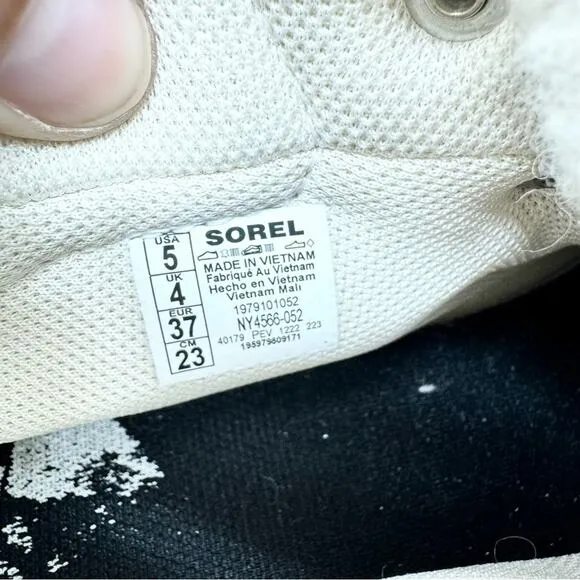 USA
5
UK
4
EUR
37
CM
23
SOREL
MADE IN VIETNAM
Fabriqué Au Vietnam
Hecho en Vietnam
Vietnam Mali
1979101052
NY4566-052
40179 PEV 1222 223
195979809171